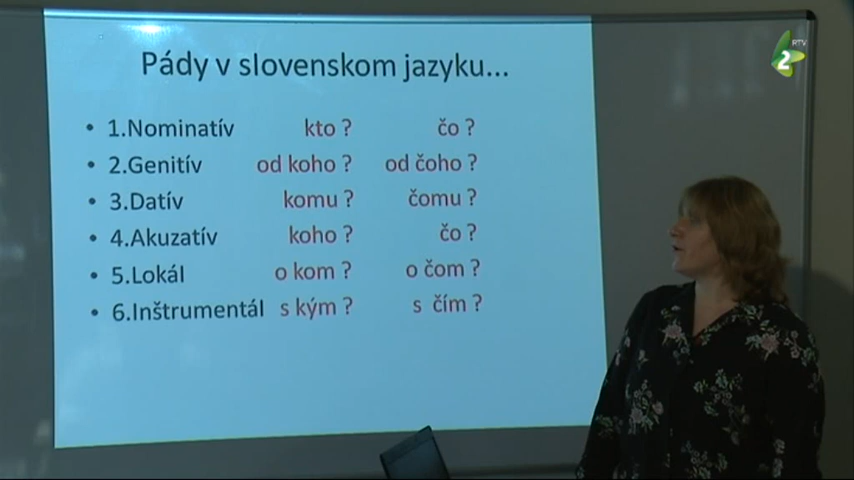 RTV
2
Pády v slovenskom jazyku...
• 1.Nominatív kto ? čo ?
• 2.Genitív od koho ? od čoho ?
• 3.Datív komu ? čomu ?
• 4.Akuzatív koho ? čo ?
• 5.Lokál o kom ? o čom ?
• 6.Inštrumentál s kým ? s čím ?